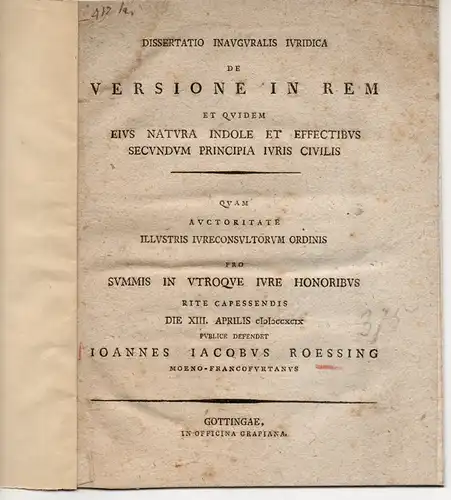 DISSERTATIO INAVGVRALIS IVRIDICA
DE
VERSIONE IN REM
ET QVIDEM
EIVS NATVRA INDOLE ET EFFECTIBVS
SECVNDVM PRINCIPIA IVRIS CIVILIS
QVAM
AVCTORITATE
ILLVSTRIS IVRECONSVLTORVM ORDINIS
PRO
SVMMIS IN VTROQVE IVRE HONORIBVS
RITE CAPESSENDIS
DIE XIII. APRILIS cIↃIↃccxcix
PVBLICE DEFENDET
IOANNES IACOBVS ROESSING
MOENO-FRANCOFVRTANVS
GOTTINGAE,
IN OFFICINA GRAPIANA.